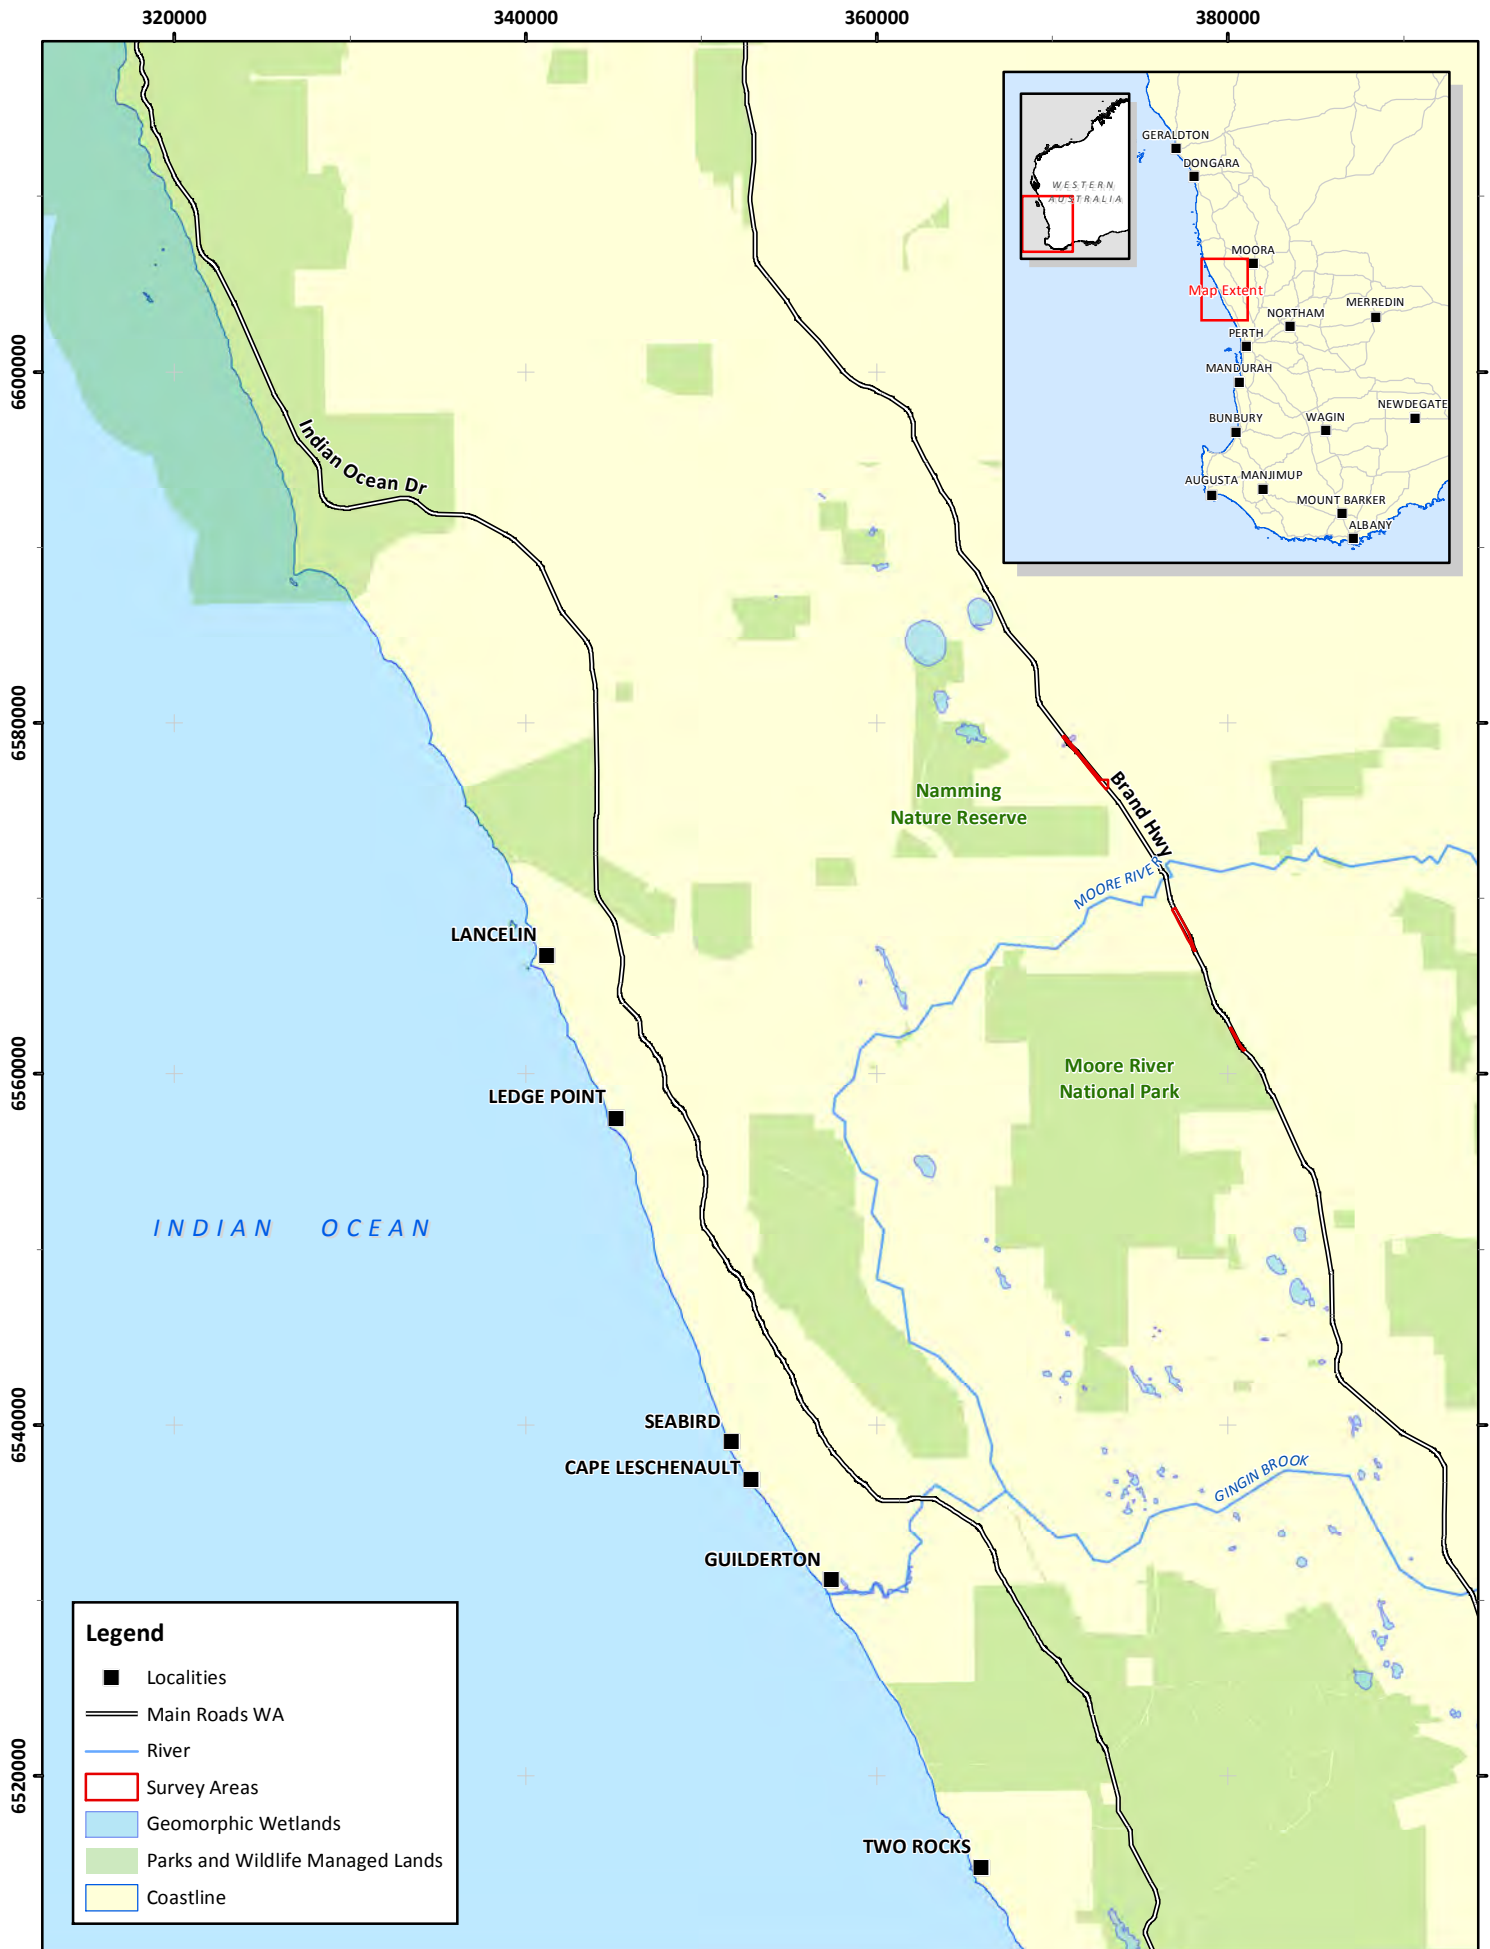 320000
340000
360000
380000
GERALDTON
DONGARA
WESTERN
AUSTRALIA
MOORA
Map Extent
MERREDIN
NORTHAM
PERTH
MANDURAH
NEWDEGATE
BUNBURY
WAGIN
AUGUSTA
MANJIMUP
MOUNT BARKER
ALBANY
6600000
Indian Ocean Dr
6580000
Namming
Nature Reserve
Brand Hwy
MOORE RIVER
LANCELIN
6560000
Moore River
National Park
LEDGE POINT
INDIAN OCEAN
6540000
SEABIRD
CAPE LESCHENAULT
GINGIN BROOK
GUILDERTON
6520000
TWO ROCKS
Legend
Localities
Main Roads WA
River
Survey Areas
Geomorphic Wetlands
Parks and Wildlife Managed Lands
Coastline